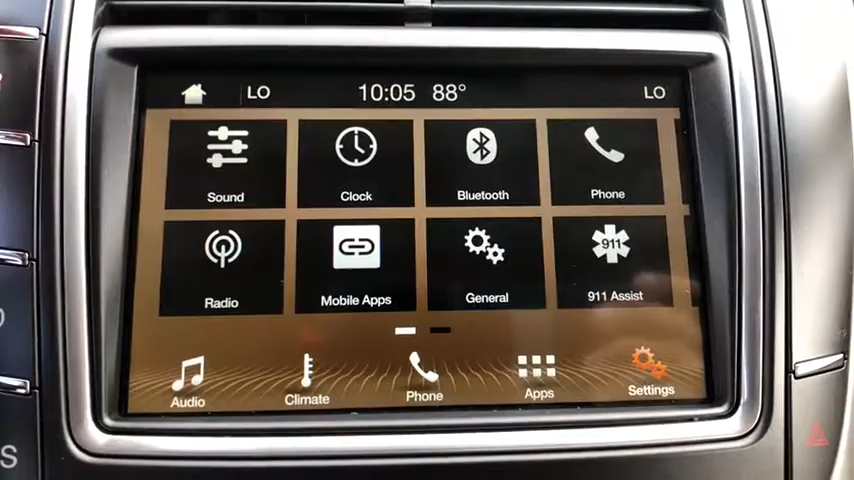 LO 10:05 88° LO
Sound Clock Bluetooth Phone
911
Radio Mobile Apps General 911 Assist
Audio Climate Phone Apps Settings
S